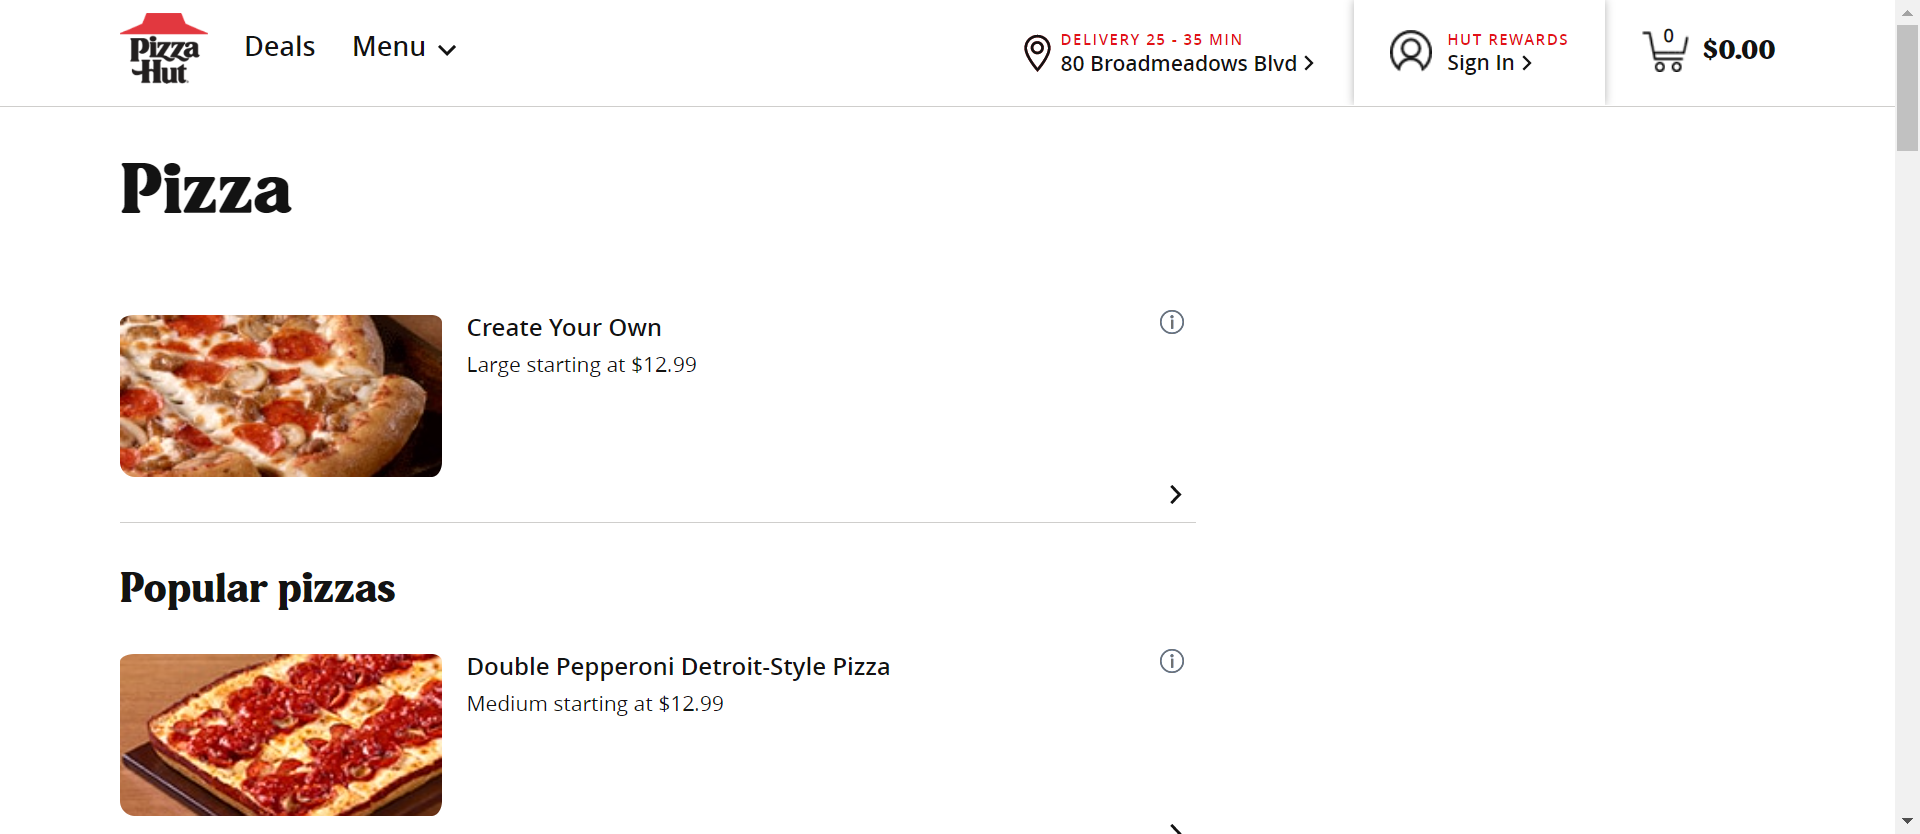 Pizza
Hut
Deals
Menu
DELIVERY 25 - 35 MIN
80 Broadmeadows Blvd
HUT REWARDS
Sign In
0
$0.00
Pizza
Create Your Own
Large starting at $12.99
Popular pizzas
Double Pepperoni Detroit-Style Pizza
Medium starting at $12.99